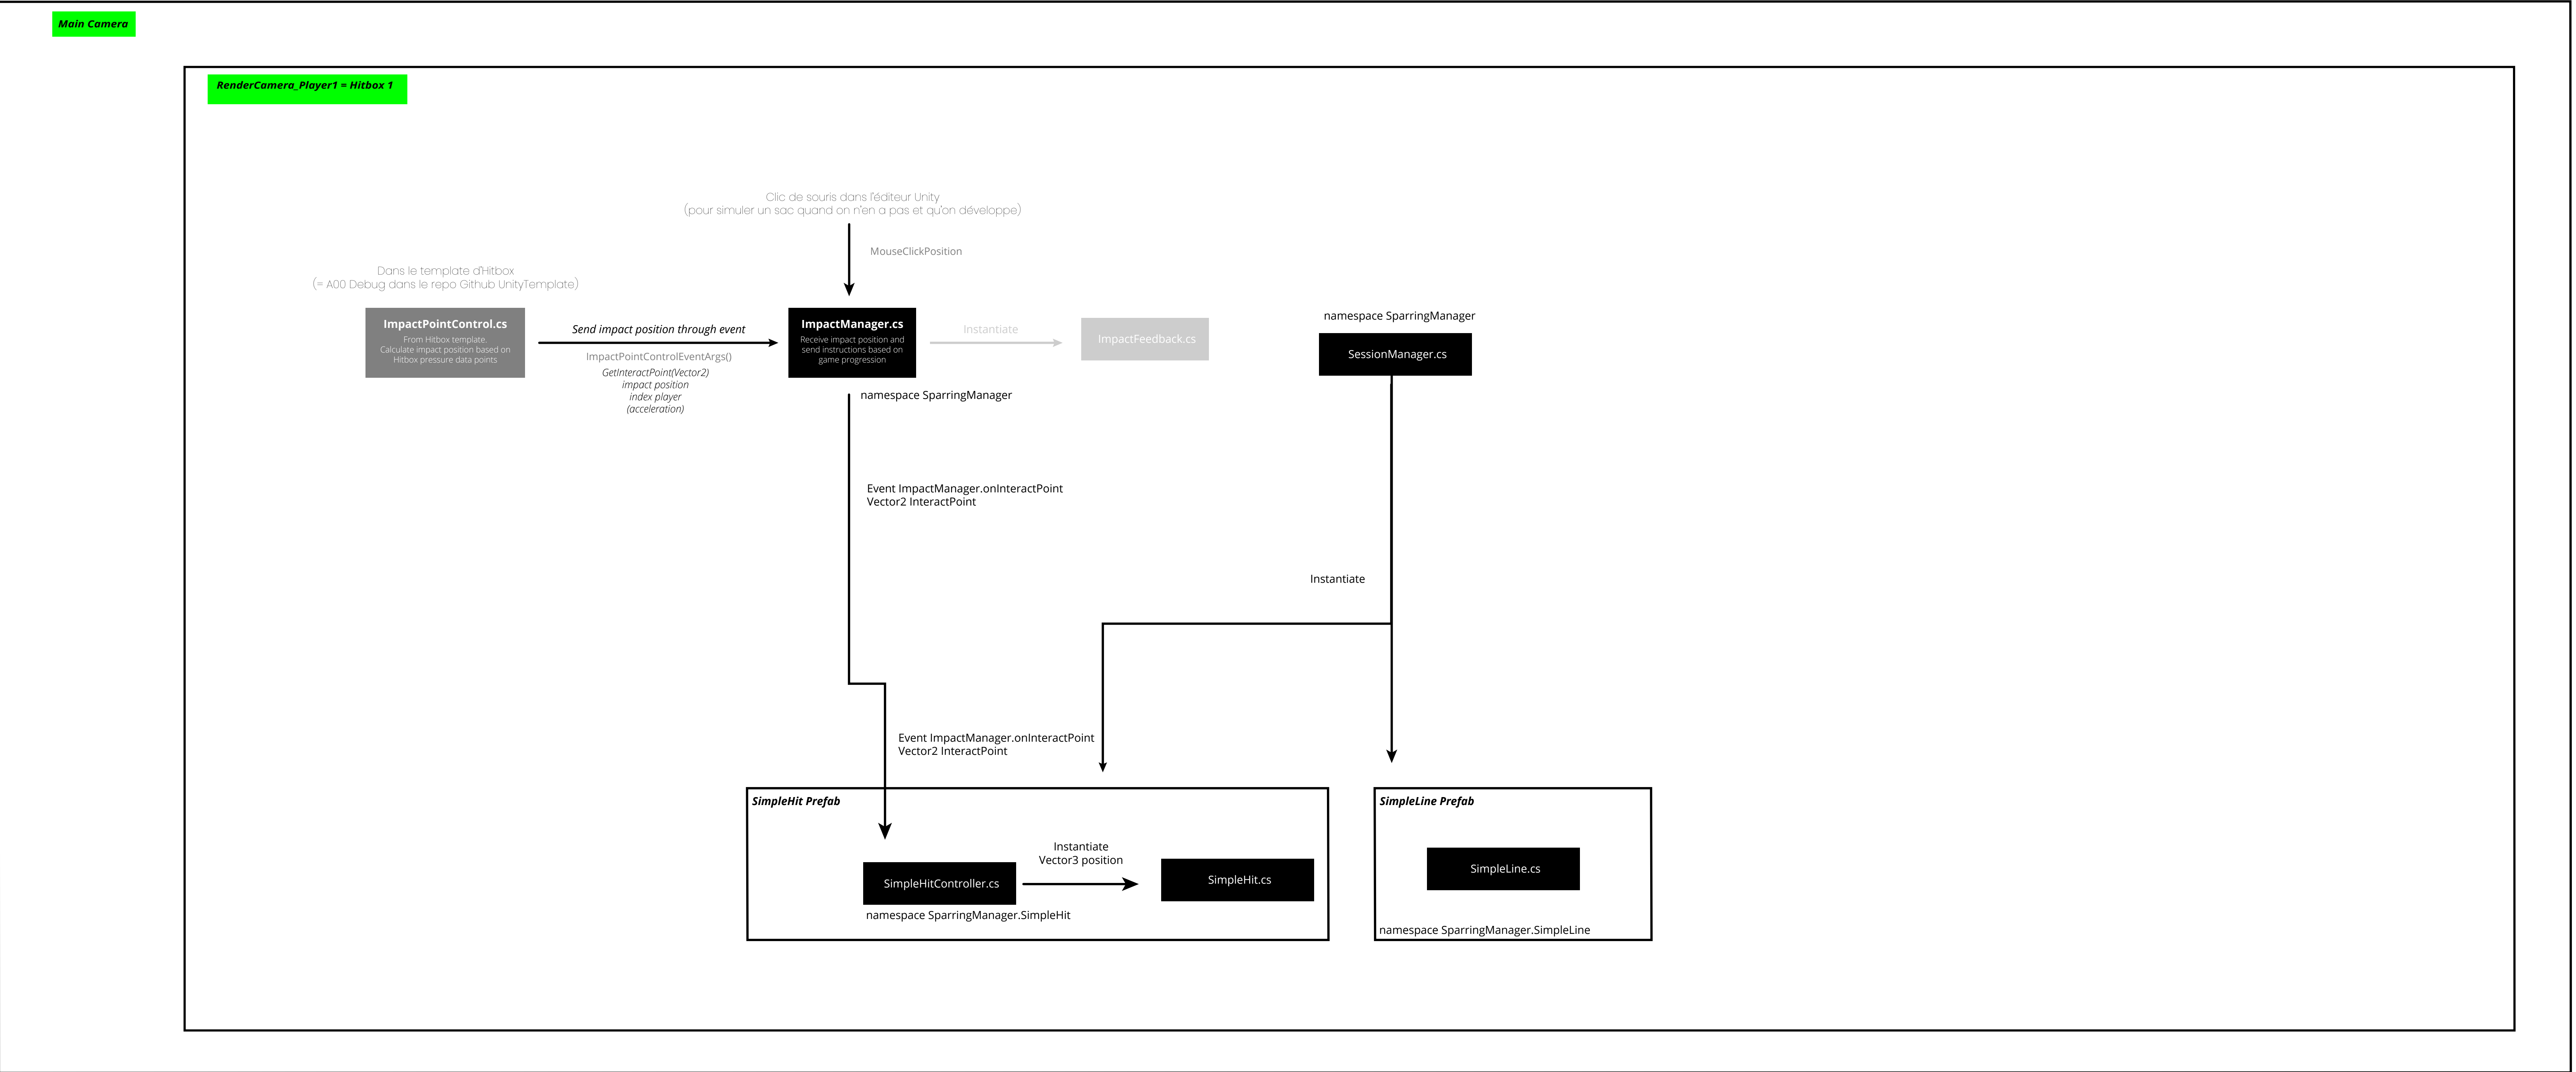 Main Camera
RenderCamera_Player1 = Hitbox 1
Clic de souris dans l'éditeur Unity
(pour simuler un sac quand on n'en a pas et qu'on développe)
MouseClickPosition
Dans le template d'Hitbox
(= A00 Debug dans le repo Github UnityTemplate)
ImpactPointControl.cs
From Hitbox template.
Calculate impact position based on
Hitbox pressure data points
Send impact position through event
ImpactPointControlEventArgs()
GetInteractPoint(Vector2)
impact position
index player
(acceleration)
ImpactManager.cs
Receive impact position and
send instructions based on
game progression
namespace SparringManager
Instantiate
ImpactFeedback.cs
namespace SparringManager
SessionManager.cs
Event ImpactManager.onInteractPoint
Vector2 InteractPoint
Instantiate
Event ImpactManager.onInteractPoint
Vector2 InteractPoint
SimpleHit Prefab
SimpleHitController.cs
namespace SparringManager.SimpleHit
Instantiate
Vector3 position
SimpleHit.cs
SimpleLine Prefab
SimpleLine.cs
namespace SparringManager.SimpleLine